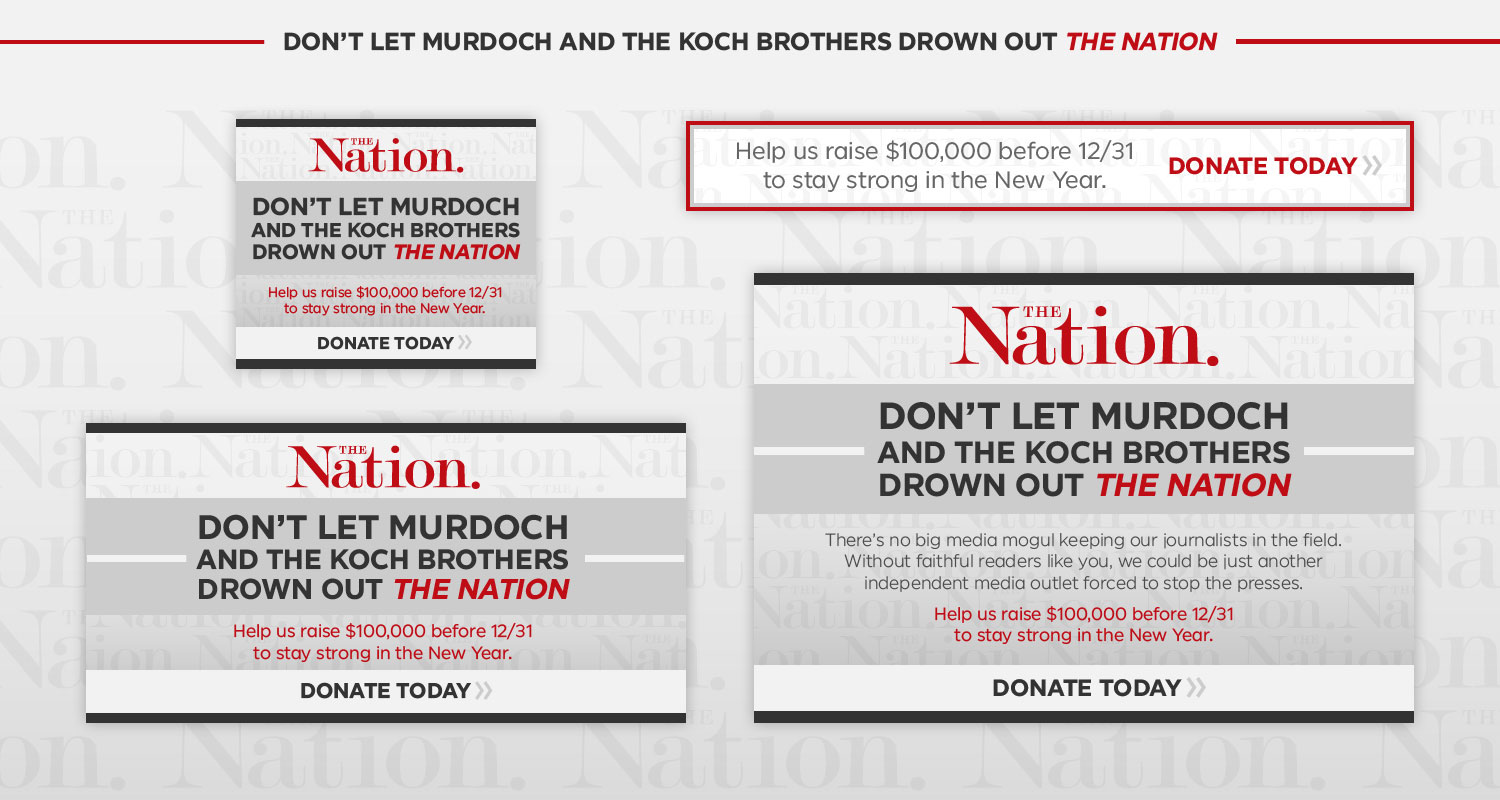 DON'T LET MURDOCH AND THE KOCH BROTHERS DROWN OUT THE NATION
THE
Nation.
DON'T LET MURDOCH
AND THE KOCH BROTHERS
DROWN OUT THE NATION
Help us raise $100,000 before 12/31
to stay strong in the New Year.
DONATE TODAY
Help us raise $100,000 before 12/31
to stay strong in the New Year.
DONATE TODAY
THE
Nation.
DON'T LET MURDOCH
AND THE KOCH BROTHERS
DROWN OUT THE NATION
Help us raise $100,000 before 12/31
to stay strong in the New Year.
DONATE TODAY
THE
Nation.
DON'T LET MURDOCH
AND THE KOCH BROTHERS
DROWN OUT THE NATION
There's no big media mogul keeping our journalists in the field.
Without faithful readers like you, we could be just another
independent media outlet forced to stop the presses.
Help us raise $100,000 before 12/31
to stay strong in the New Year.
DONATE TODAY